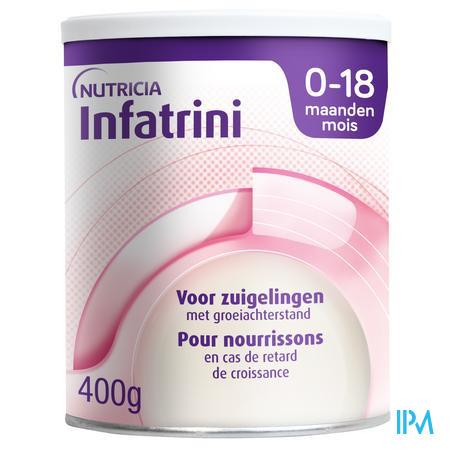 NUTRICIA
Infatrini
0-18
maanden
mois
Voor zuigelingen
met groeiachterstand
Pour nourrissons
en cas de retard
de croissance
400g
IPM